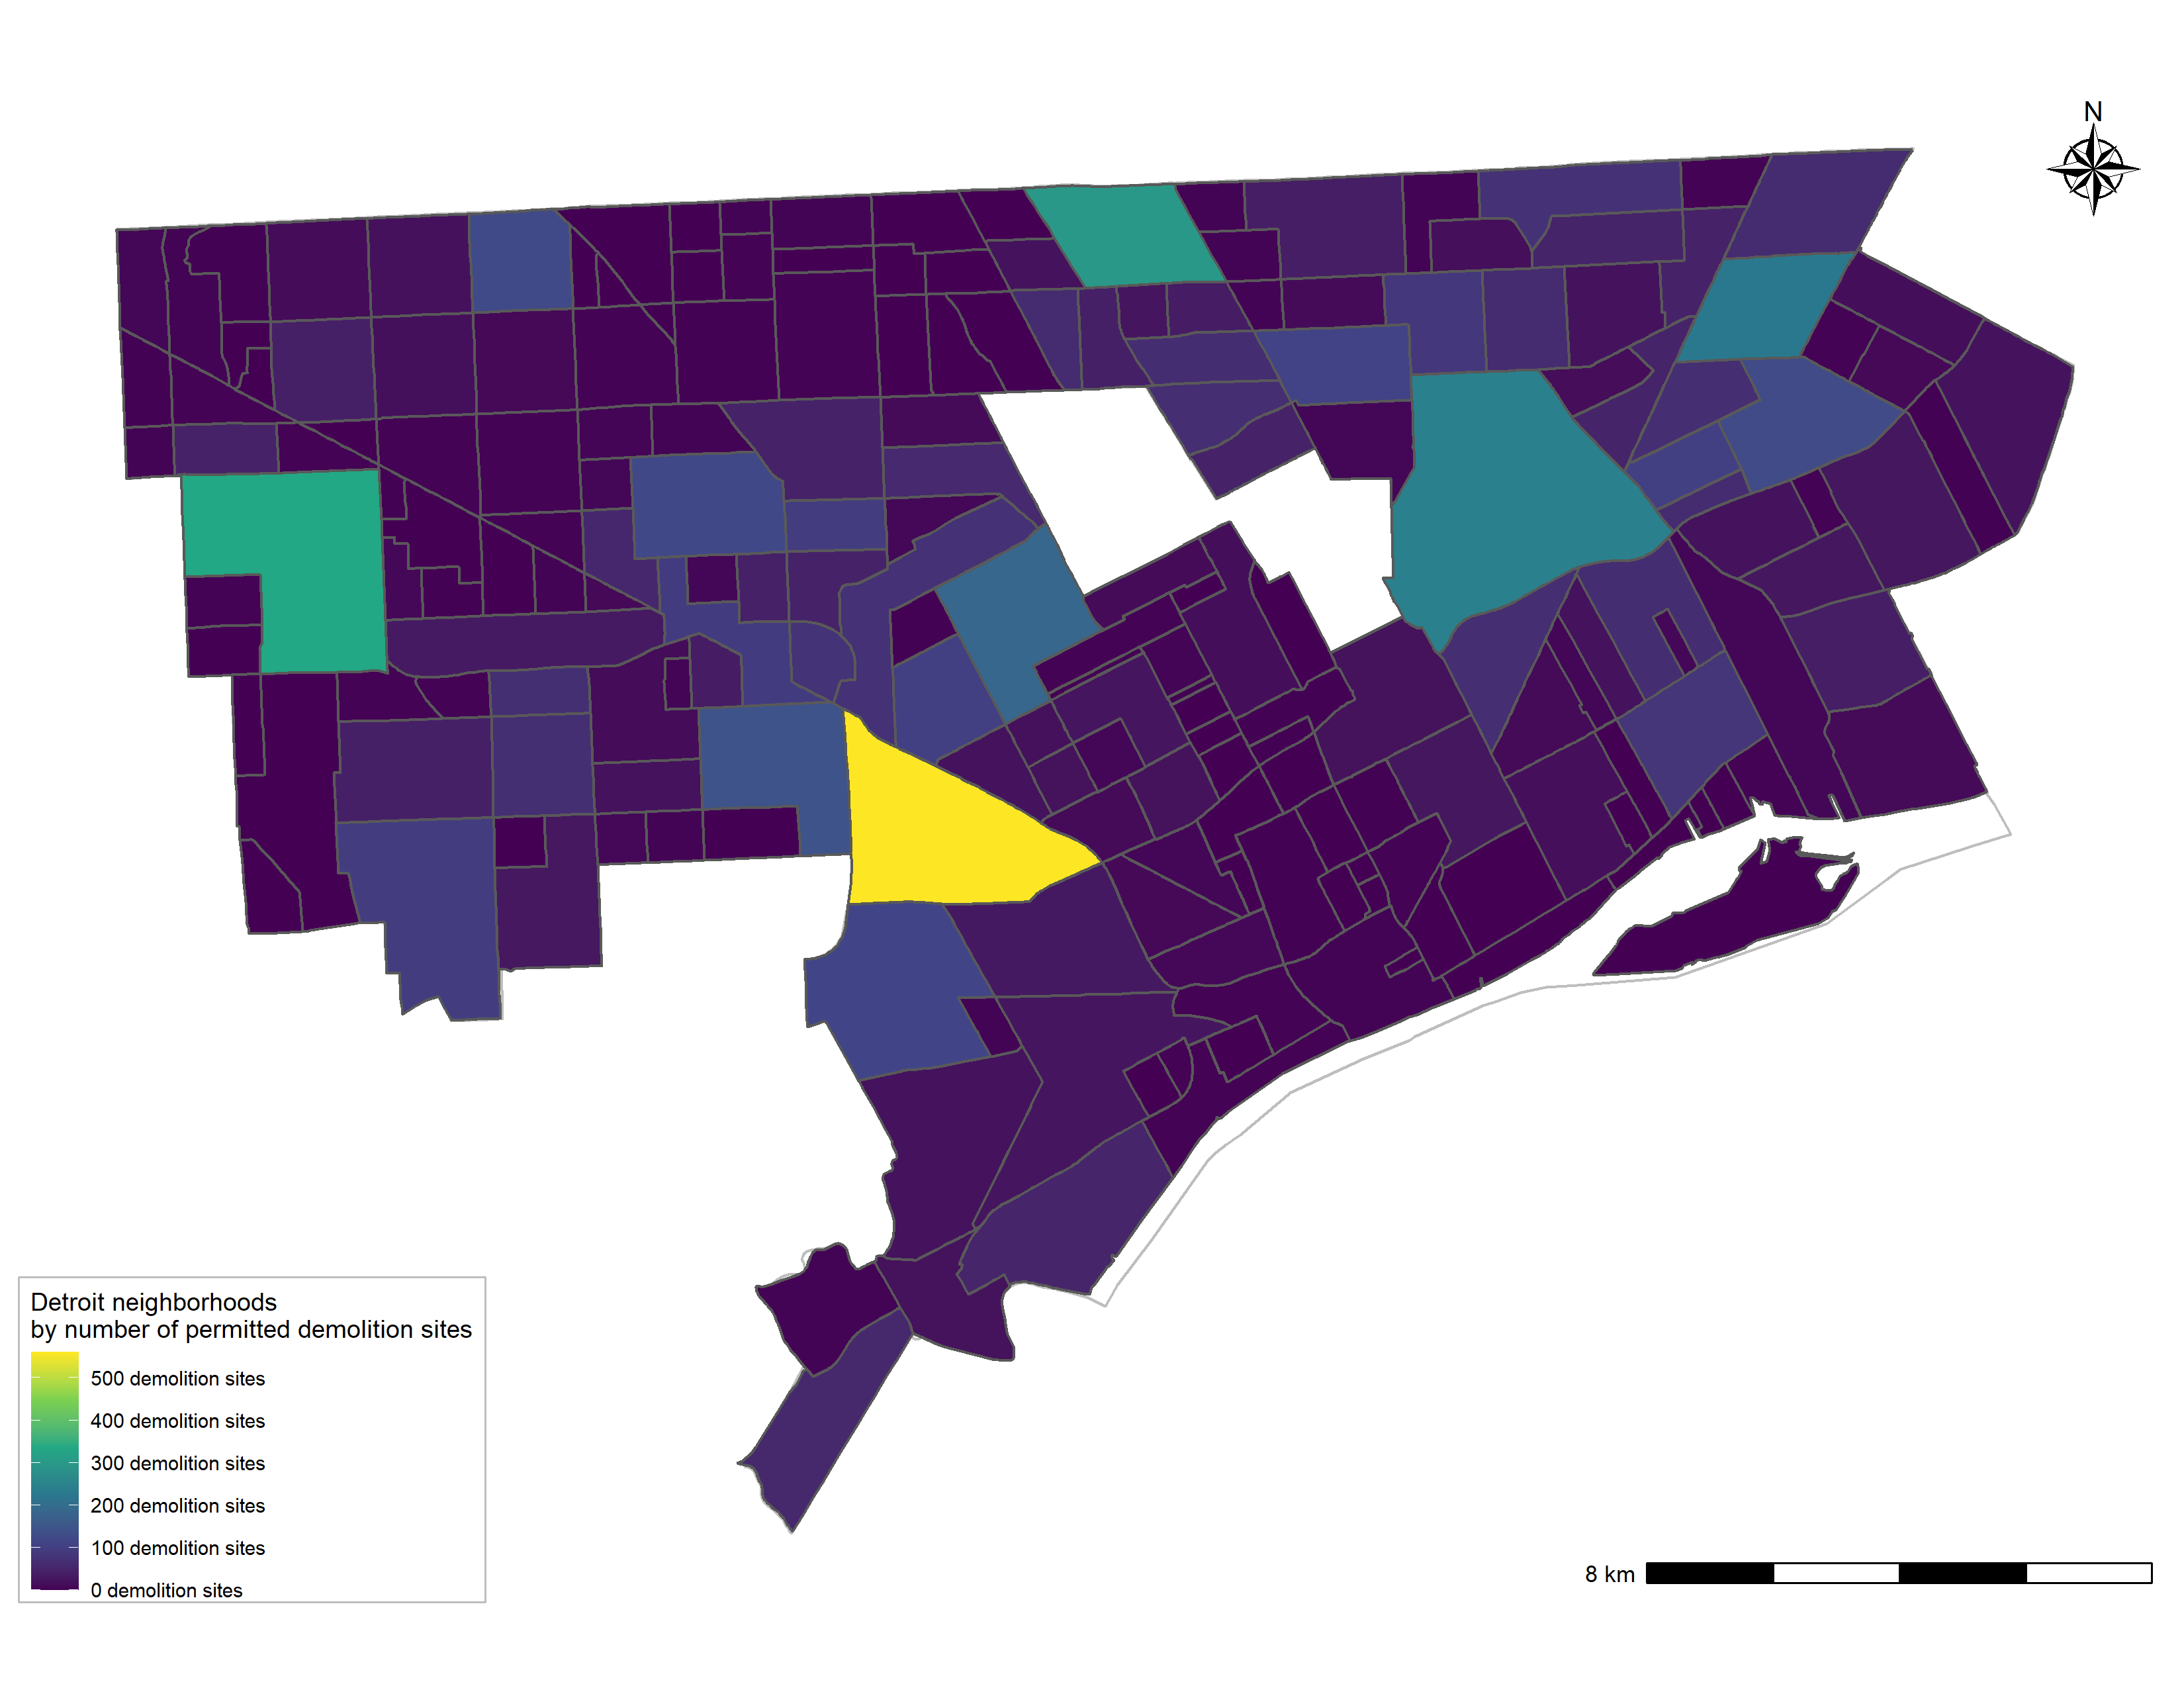 N
Detroit neighborhoods
by number of permitted demolition sites
500 demolition sites
400 demolition sites
300 demolition sites
200 demolition sites
100 demolition sites
0 demolition sites
8 km